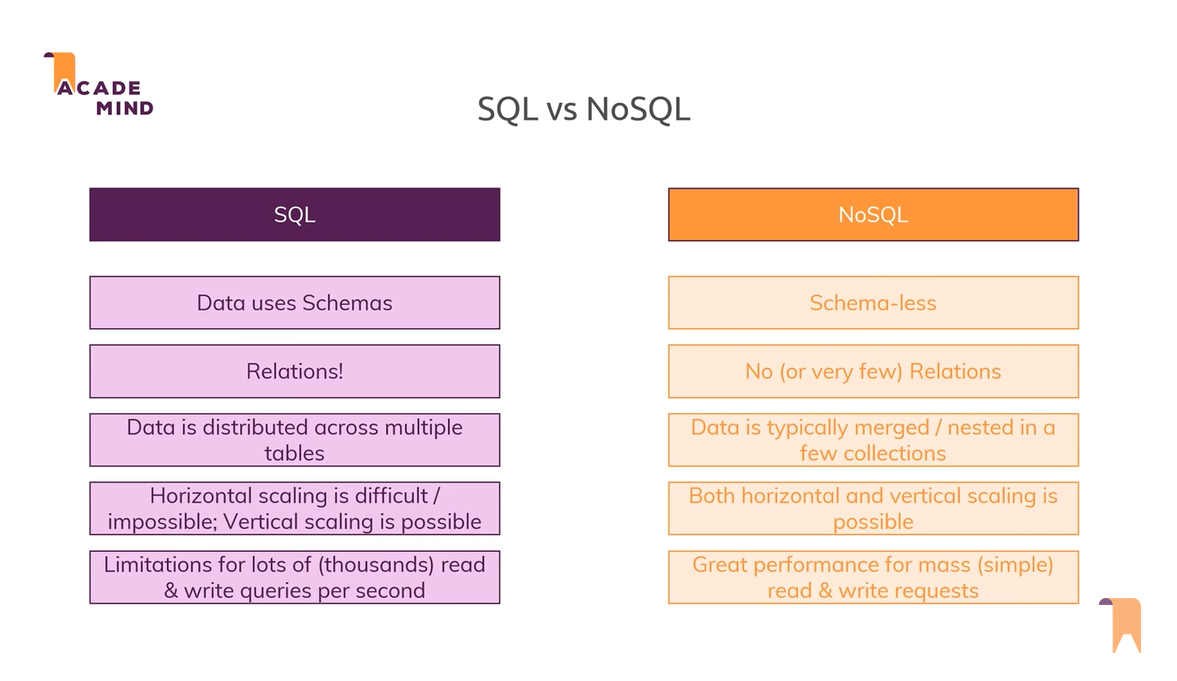 ACADE
MIND
SQL vs NoSQL
SQL
NoSQL
Data uses Schemas
Schema-less
Relations!
No (or very few) Relations
Data is distributed across multiple
tables
Data is typically merged / nested in a
few collections
Horizontal scaling is difficult /
impossible; Vertical scaling is possible
Both horizontal and vertical scaling is
possible
Limitations for lots of (thousands) read
& write queries per second
Great performance for mass (simple)
read & write requests